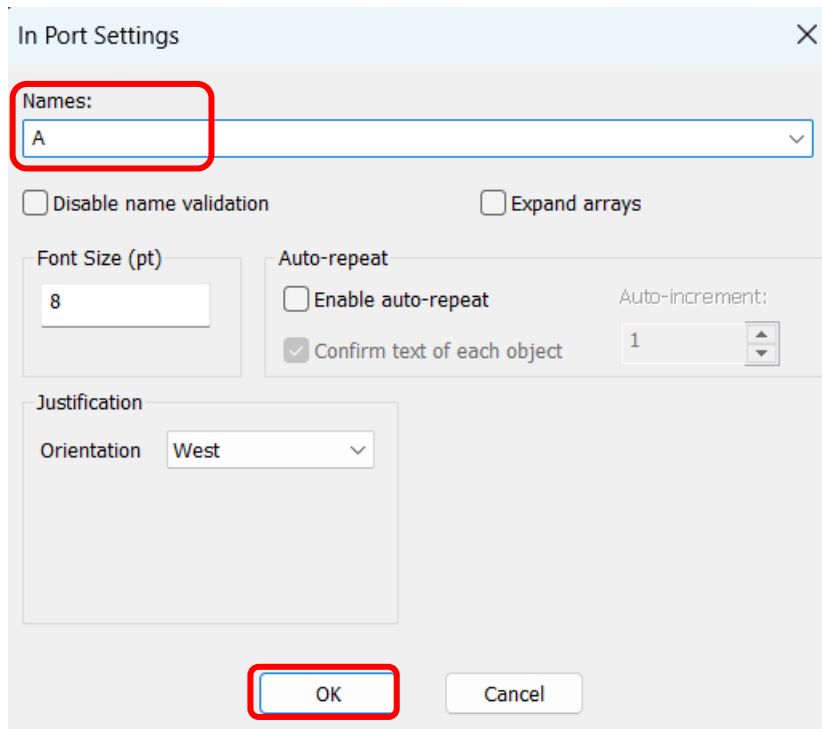 In Port Settings
Names:
A
Disable name validation
Expand arrays
Font Size (pt)
Auto-repeat
8
Enable auto-repeat
Auto-increment:
Confirm text of each object
1
Justification
Orientation West
OK Cancel